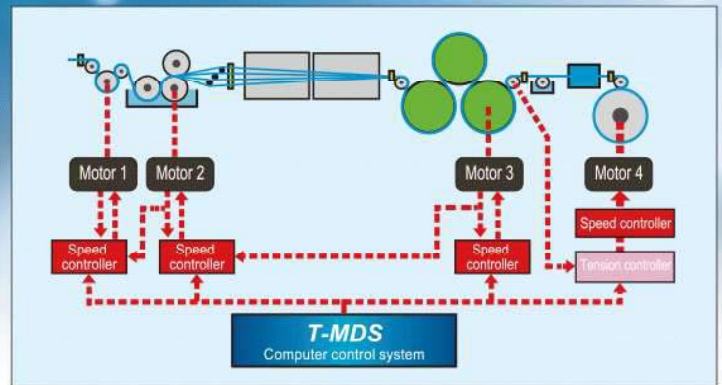 Motor 1
Motor 2
Motor 3
Motor 4
Speed controller
Speed
controller
Speed
controller
Speed
controller
Tension controller
T-MDS
Computer control system